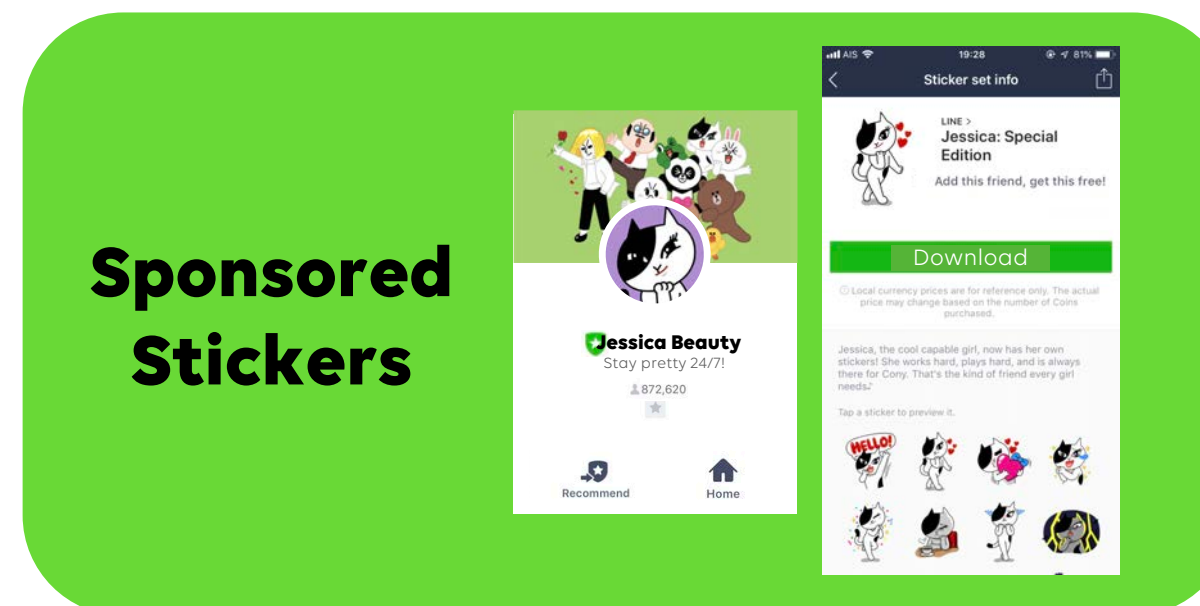 Sponsored
Stickers
Jessica Beauty
Stay pretty 24/7!
872,620
Recommend
Home
AIS
19:28
81%
Sticker set info
LINE >
Jessica: Special
Edition
Add this friend, get this free!
Download
Local currency prices are for reference only. The actual
price may change based on the number of Coins
purchased.
Jessica, the cool capable girl, now has her own
stickers! She works hard, plays hard, and is always
there for Cony. That's the kind of friend every girl
needs♪
Tap a sticker to preview it.
HELLO!